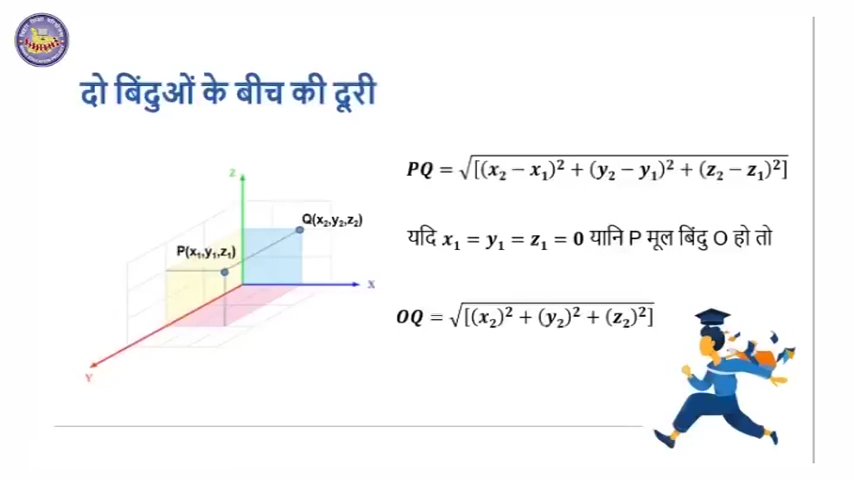 दो बिंदुओं के बीच की दूरी
PQ = √[(x₂ − x₁)² + (y₂ − y₁)² + (z₂ − z₁)²]
Z
Q(x₂,y₂,z₂)
P(x₁,y₁,z₁)
यदि x₁ = y₁ = z₁ = 0 यानि P मूल बिंदु O हो तो
X
OQ = √[(x₂)² + (y₂)² + (z₂)²]
Y